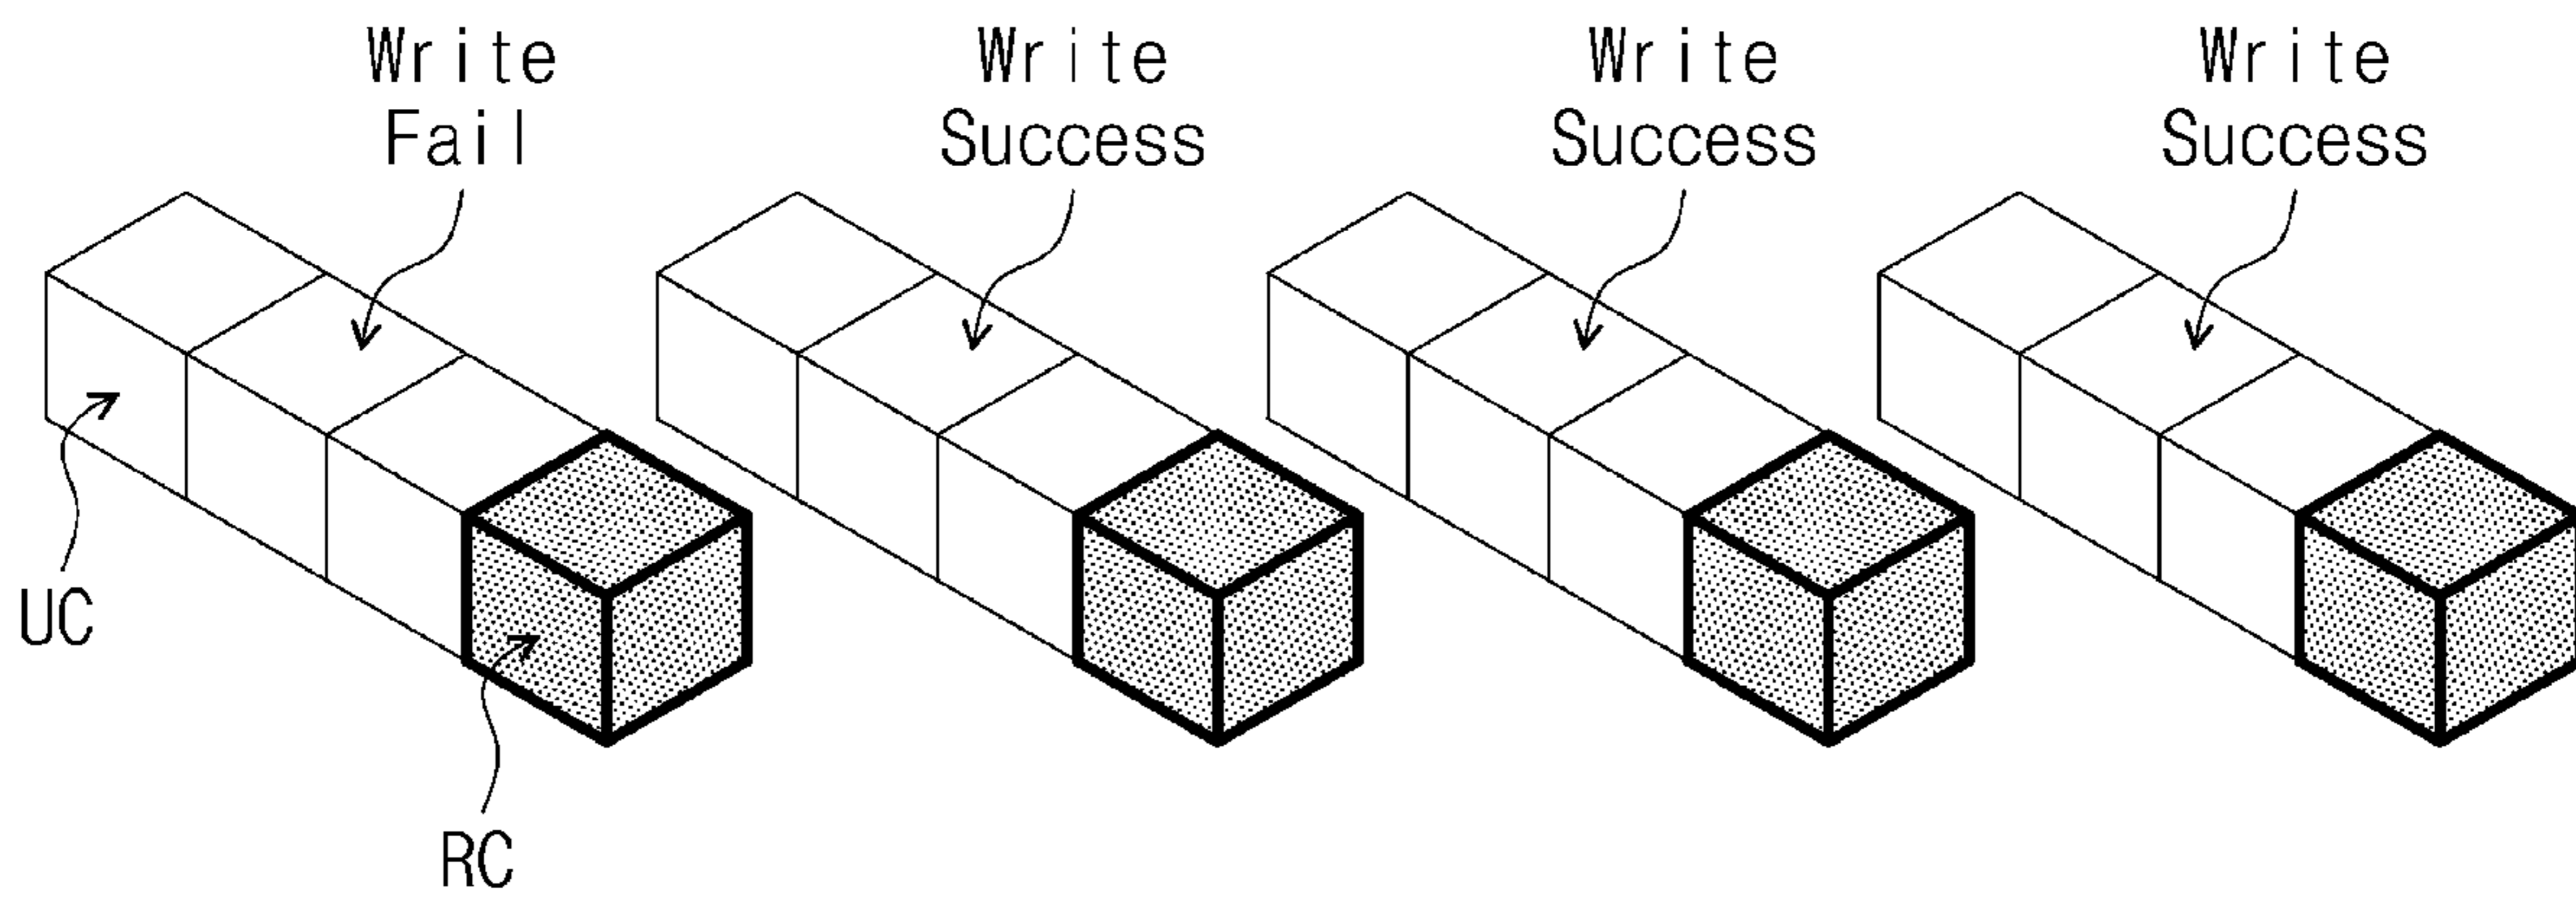 Write
Fail
Write
Success
Write
Success
Write
Success
UC
RC